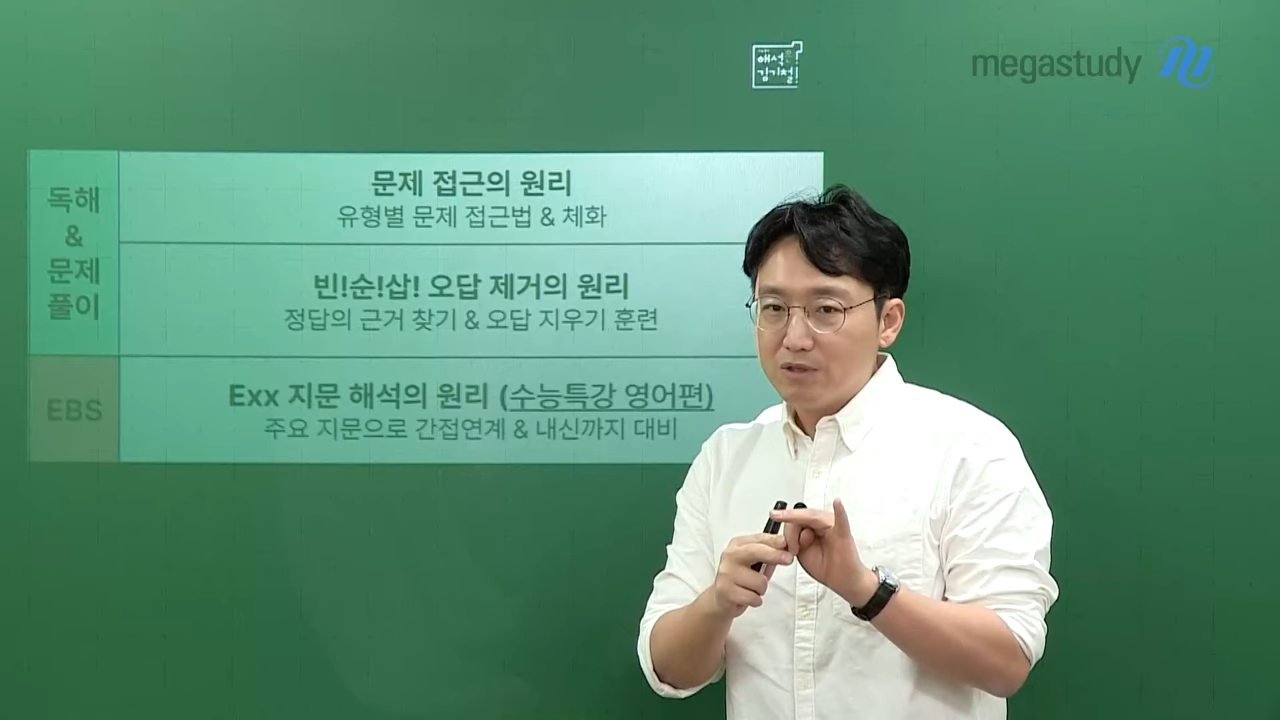 해석
김기철!
megastudy
독해
&
문제
풀이
문제 접근의 원리
유형별 문제 접근법 & 체화
빈!순!삽! 오답 제거의 원리
정답의 근거 찾기 & 오답 지우기 훈련
EBS
Exx 지문 해석의 원리 (수능특강 영어편)
주요 지문으로 간접연계 & 내신까지 대비